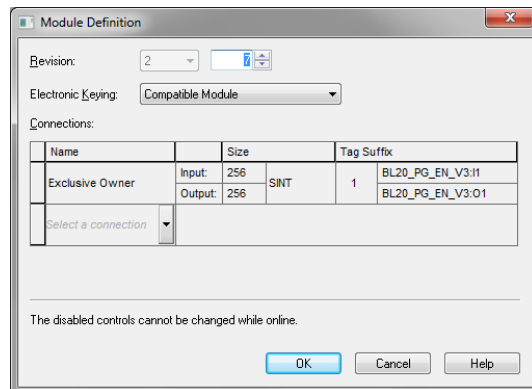 Module Definition
X
Revision: 2 7
Electronic Keying: Compatible Module
Connections:
Name Size Tag Suffix
Exclusive Owner Input: 256 SINT 1 BL20_PG_EN_V3:I1
Output: 256 BL20_PG_EN_V3:O1
Select a connection
The disabled controls cannot be changed while online.
OK Cancel Help